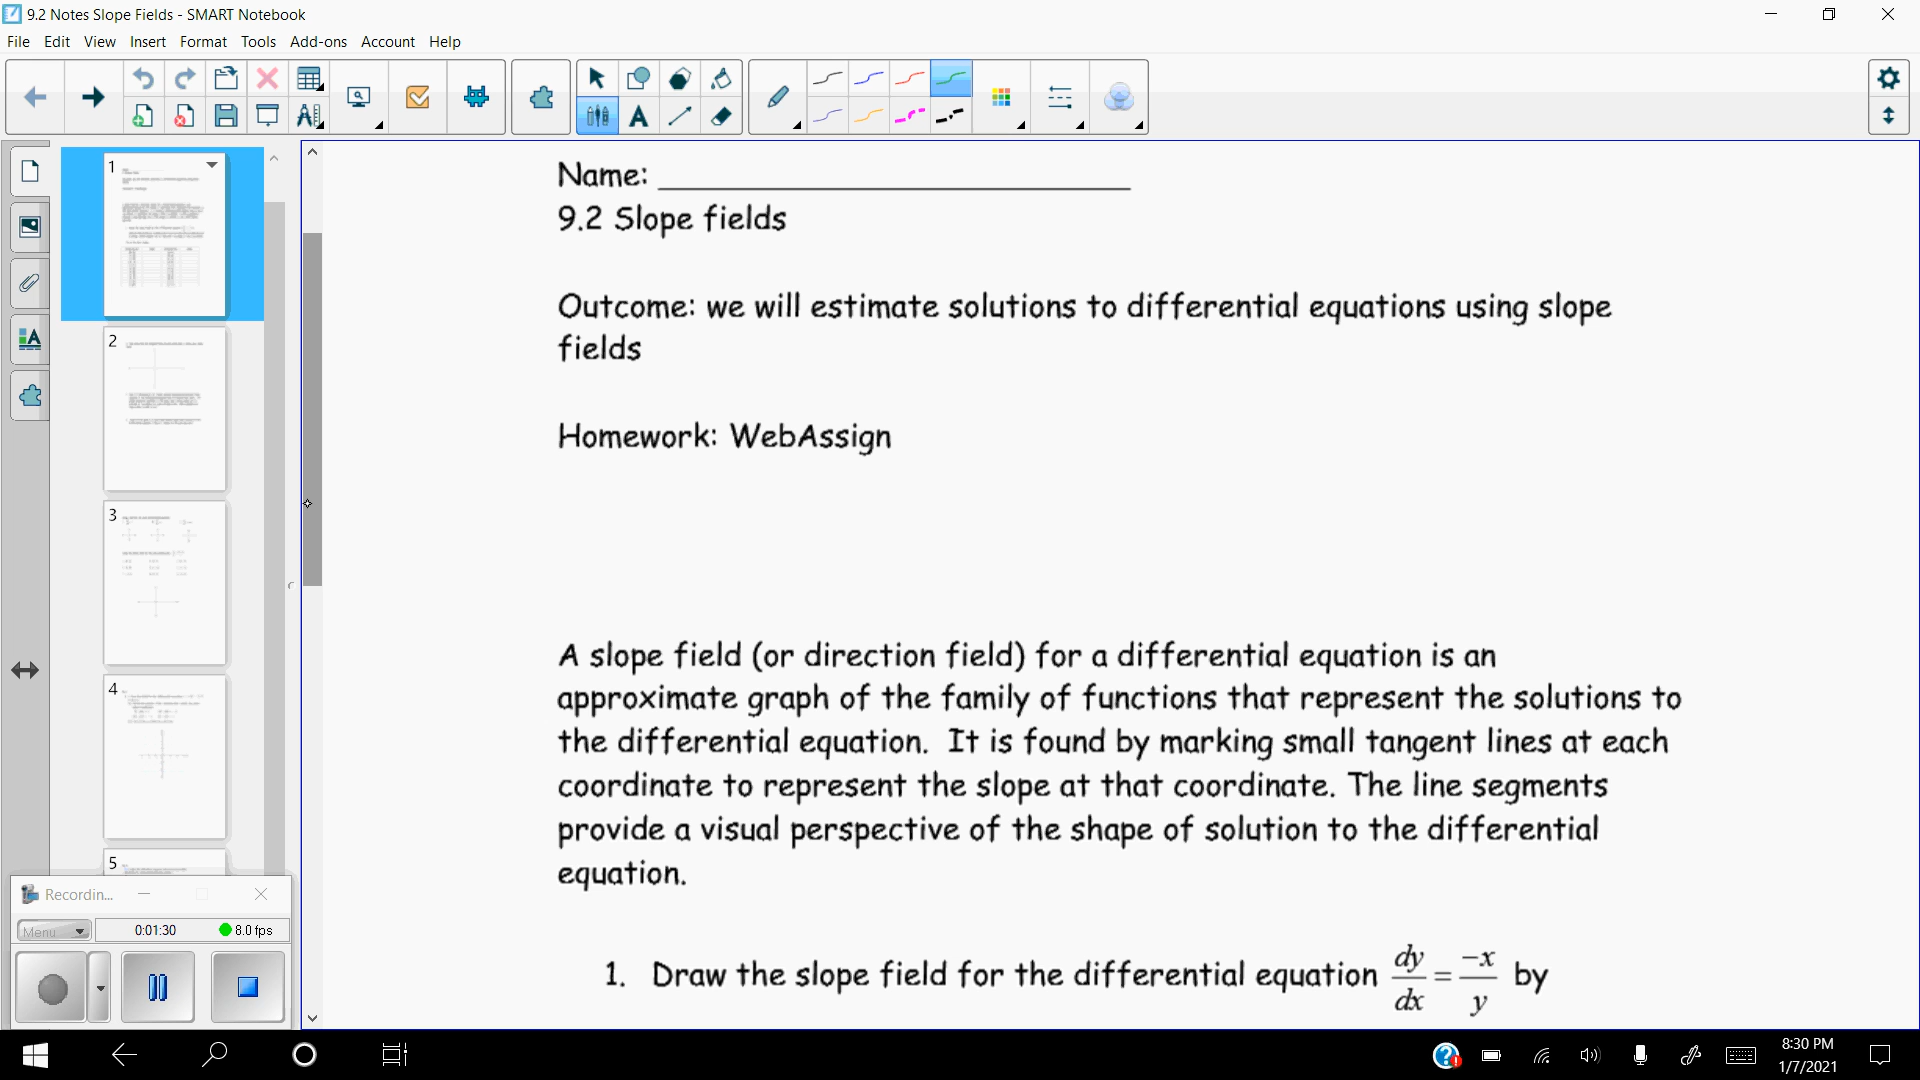 9.2 Notes Slope Fields - SMART Notebook
File Edit View Insert Format Tools Add-ons Account Help
1
2
3
4
5
Name:
9.2 Slope fields
Outcome: we will estimate solutions to differential equations using slope
fields
Homework: WebAssign
A slope field (or direction field) for a differential equation is an
approximate graph of the family of functions that represent the solutions to
the differential equation. It is found by marking small tangent lines at each
coordinate to represent the slope at that coordinate. The line segments
provide a visual perspective of the shape of solution to the differential
equation.
1. Draw the slope field for the differential equation dy/dx = -x/y by
Recordin...
Menu 0:01:30 8.0 fps
8:30 PM
1/7/2021